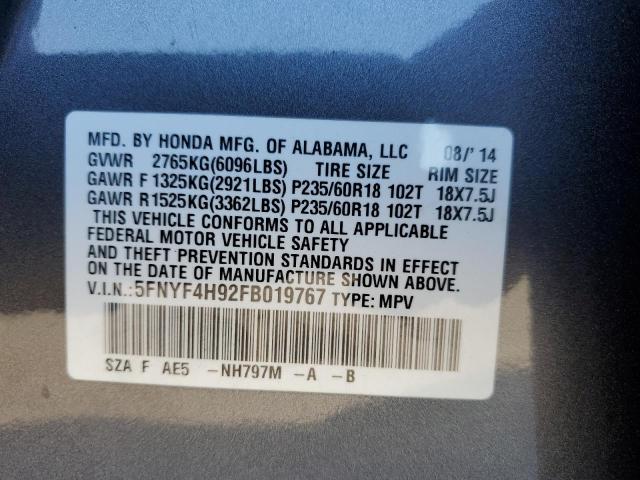 MFD. BY HONDA MFG. OF ALABAMA, LLC 08/'14
GVWR 2765KG(6096LBS) TIRE SIZE RIM SIZE
GAWR F 1325KG(2921LBS) P235/60R18 102T 18X7.5J
GAWR R 1525KG(3362LBS) P235/60R18 102T 18X7.5J
THIS VEHICLE CONFORMS TO ALL APPLICABLE
FEDERAL MOTOR VEHICLE SAFETY
AND THEFT PREVENTION STANDARDS IN EFFECT
ON THE DATE OF MANUFACTURE SHOWN ABOVE.
V.I.N.:5FNYF4H92FB019767 TYPE: MPV
SZA F AE5 -NH797M -A -B